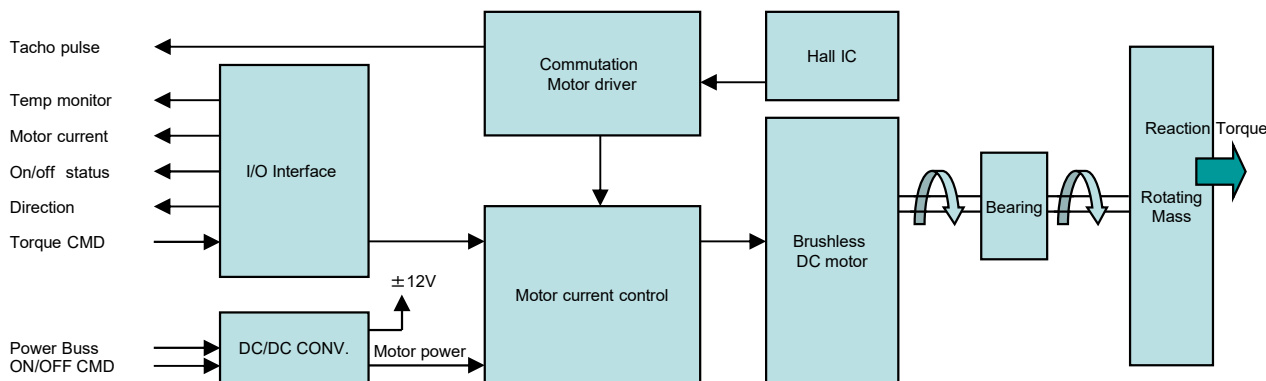 Tacho pulse
Temp monitor
Motor current
On/off status
Direction
Torque CMD
Power Buss
ON/OFF CMD
I/O Interface
±12V
DC/DC CONV.
Motor power
Commutation
Motor driver
Motor current control
Hall IC
Brushless
DC motor
Bearing
Reaction Torque
Rotating
Mass